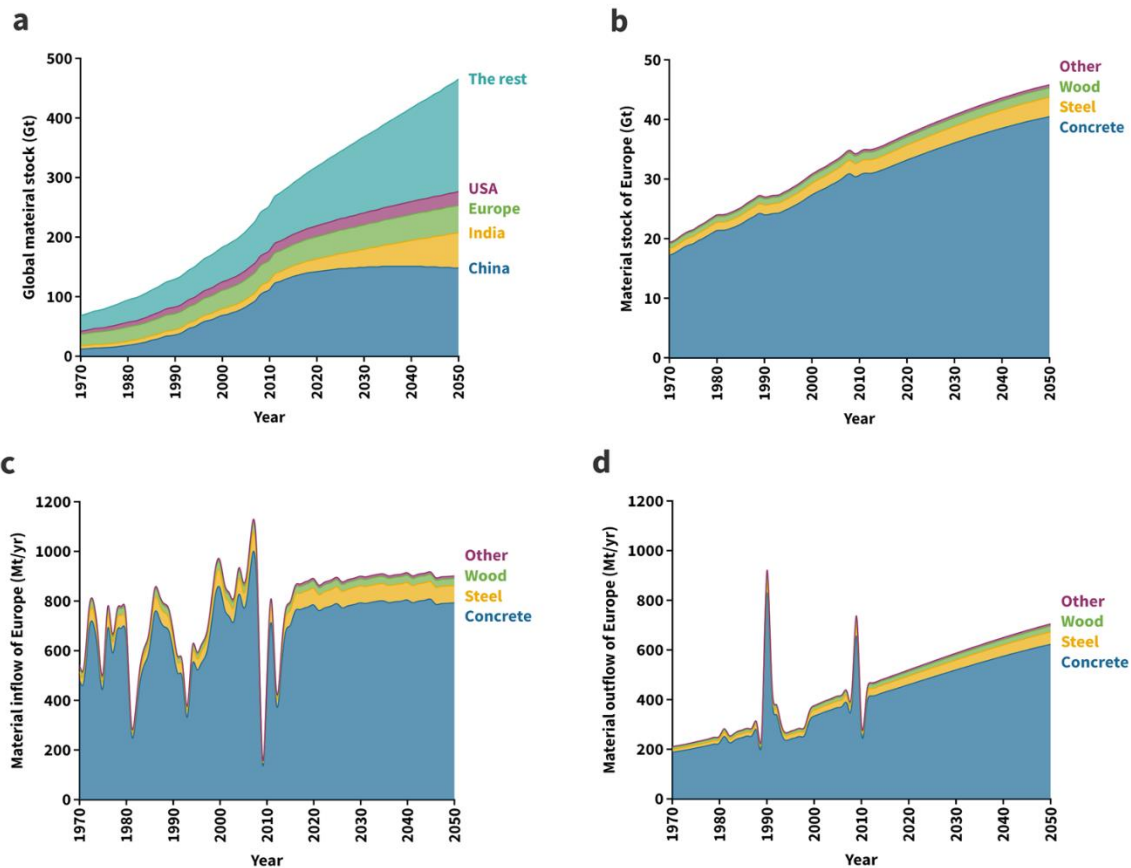 a
Global mateiral stock (Gt)
500
400
300
200
100
0
The rest
USA
Europe
India
China
1970
1980
1990
2000
2010
2020
2030
2040
2050
Year
b
Material stock of Europe (Gt)
50
40
30
20
10
0
Other
Wood
Steel
Concrete
1970
1980
1990
2000
2010
2020
2030
2040
2050
Year
c
Material inflow of Europe (Mt/yr)
1200
1000
800
600
400
200
0
Other
Wood
Steel
Concrete
1970
1980
1990
2000
2010
2020
2030
2040
2050
Year
d
Material outflow of Europe (Mt/yr)
1200
1000
800
600
400
200
0
Other
Wood
Steel
Concrete
1970
1980
1990
2000
2010
2020
2030
2040
2050
Year